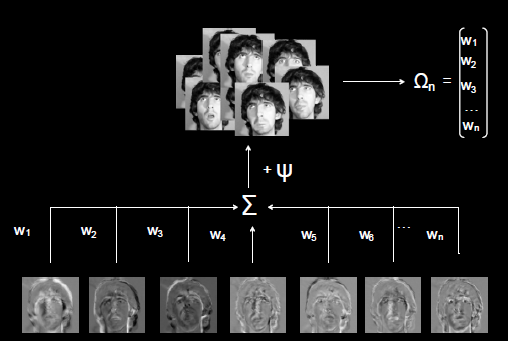 w1
w2
Ωn = w3
...
wn
+ Ψ
Σ
w1 w2 w3 w4 w5 w6 ... wn